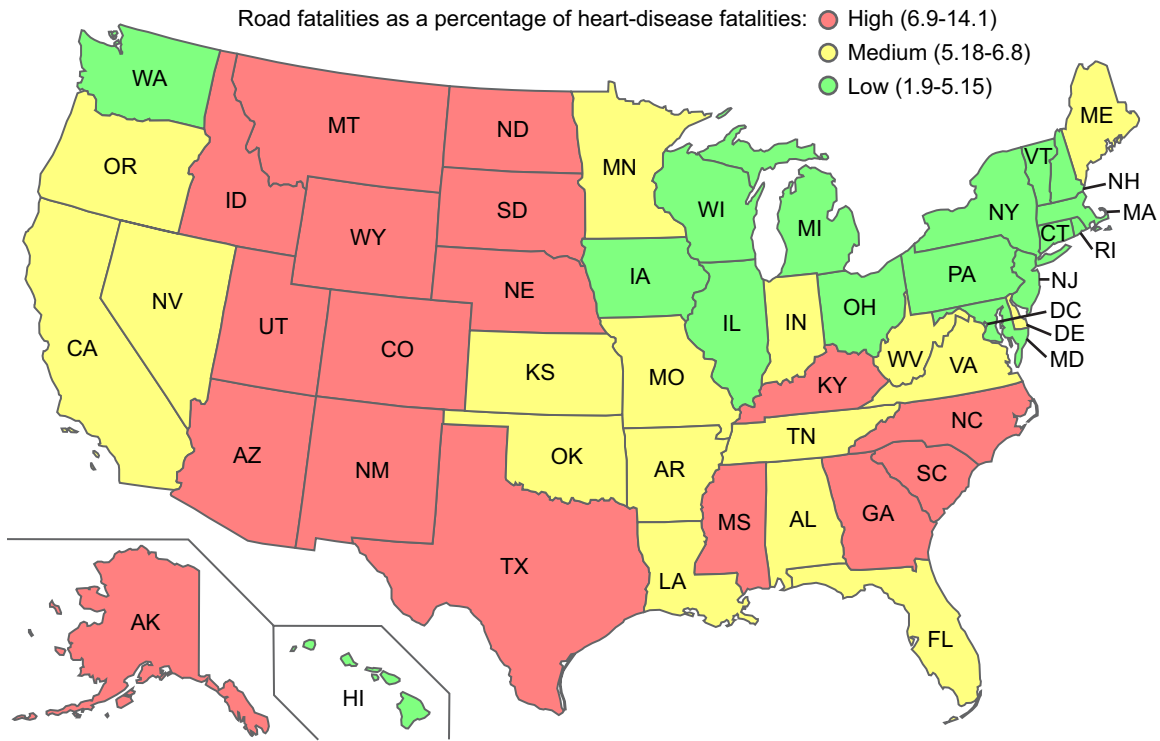 Road fatalities as a percentage of heart-disease fatalities: High (6.9-14.1)
Medium (5.18-6.8)
Low (1.9-5.15)
WA
MT
ND
ME
OR
MN
VT
ID
SD
WI
NH
NY
MA
WY
MI
CT
RI
NE
IA
PA
NJ
NV
UT
IL
IN
OH
DC
DE
CA
CO
KS
MO
WV
VA
MD
KY
NC
TN
AZ
NM
OK
AR
SC
MS
AL
GA
TX
LA
AK
FL
HI